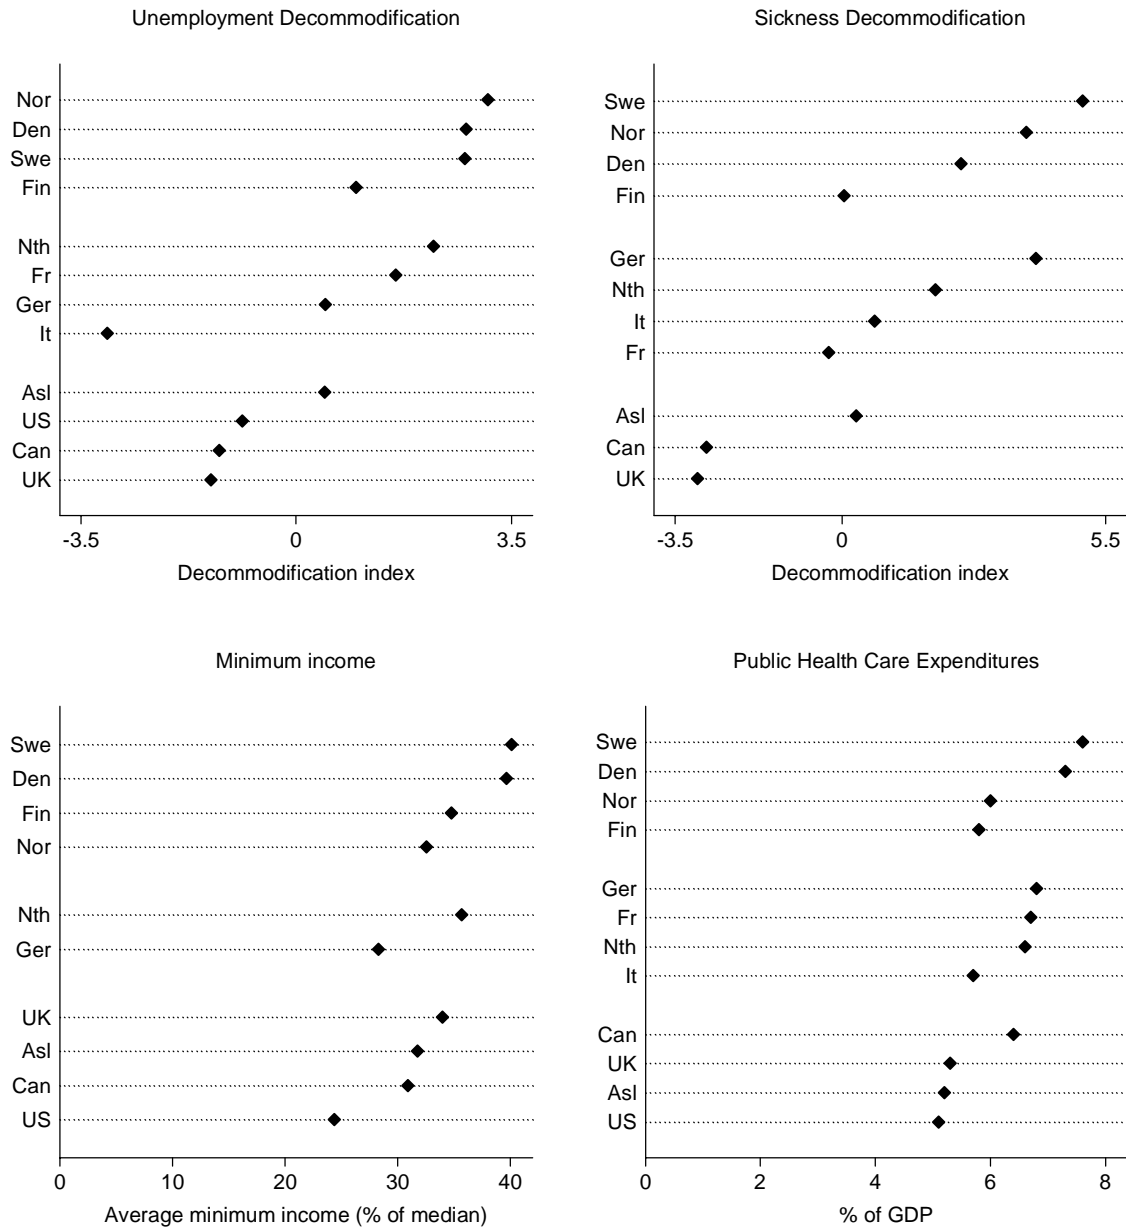 Unemployment Decommodification
Nor
Den
Swe
Fin
Nth
Fr
Ger
It
Asl
US
Can
UK
-3.5 0 3.5
Decommodification index
Sickness Decommodification
Swe
Nor
Den
Fin
Ger
Nth
It
Fr
Asl
Can
UK
-3.5 0 5.5
Decommodification index
Minimum income
Swe
Den
Fin
Nor
Nth
Ger
UK
Asl
Can
US
0 10 20 30 40
Average minimum income (% of median)
Public Health Care Expenditures
Swe
Den
Nor
Fin
Ger
Fr
Nth
It
Can
UK
Asl
US
0 2 4 6 8
% of GDP